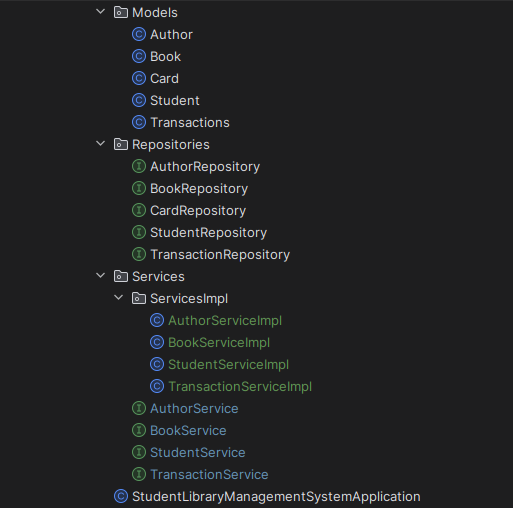 Models
Author
Book
Card
Student
Transactions
Repositories
AuthorRepository
BookRepository
CardRepository
StudentRepository
TransactionRepository
Services
ServicesImpl
AuthorServiceImpl
BookServiceImpl
StudentServiceImpl
TransactionServiceImpl
AuthorService
BookService
StudentService
TransactionService
StudentLibraryManagementSystemApplication